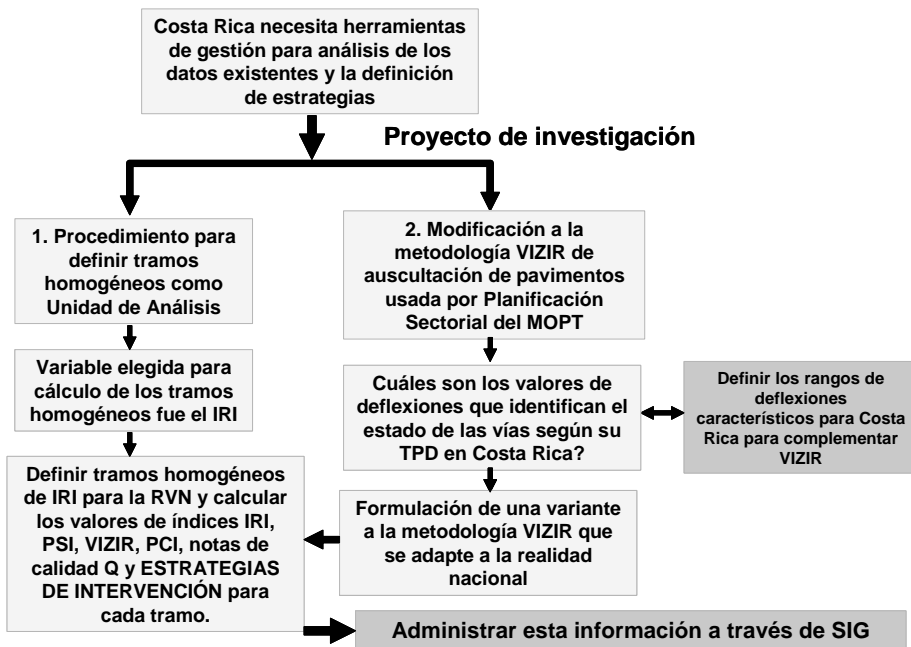 Costa Rica necesita herramientas
de gestión para análisis de los
datos existentes y la definición
de estrategias
Proyecto de investigación
1. Procedimiento para
definir tramos
homogéneos como
Unidad de Análisis
2. Modificación a la
metodología VIZIR de
auscultación de pavimentos
usada por Planificación
Sectorial del MOPT
Variable elegida para
cálculo de los tramos
homogéneos fue el IRI
Cuáles son los valores de
deflexiones que identifican el
estado de las vías según su
TPD en Costa Rica?
Definir los rangos de
deflexiones
característicos para Costa
Rica para complementar
VIZIR
Definir tramos homogéneos
de IRI para la RVN y calcular
los valores de índices IRI,
PSI, VIZIR, PCI, notas de
calidad Q y ESTRATEGIAS
DE INTERVENCIÓN para
cada tramo.
Formulación de una variante
a la metodología VIZIR que
se adapte a la realidad
nacional
Administrar esta información a través de SIG